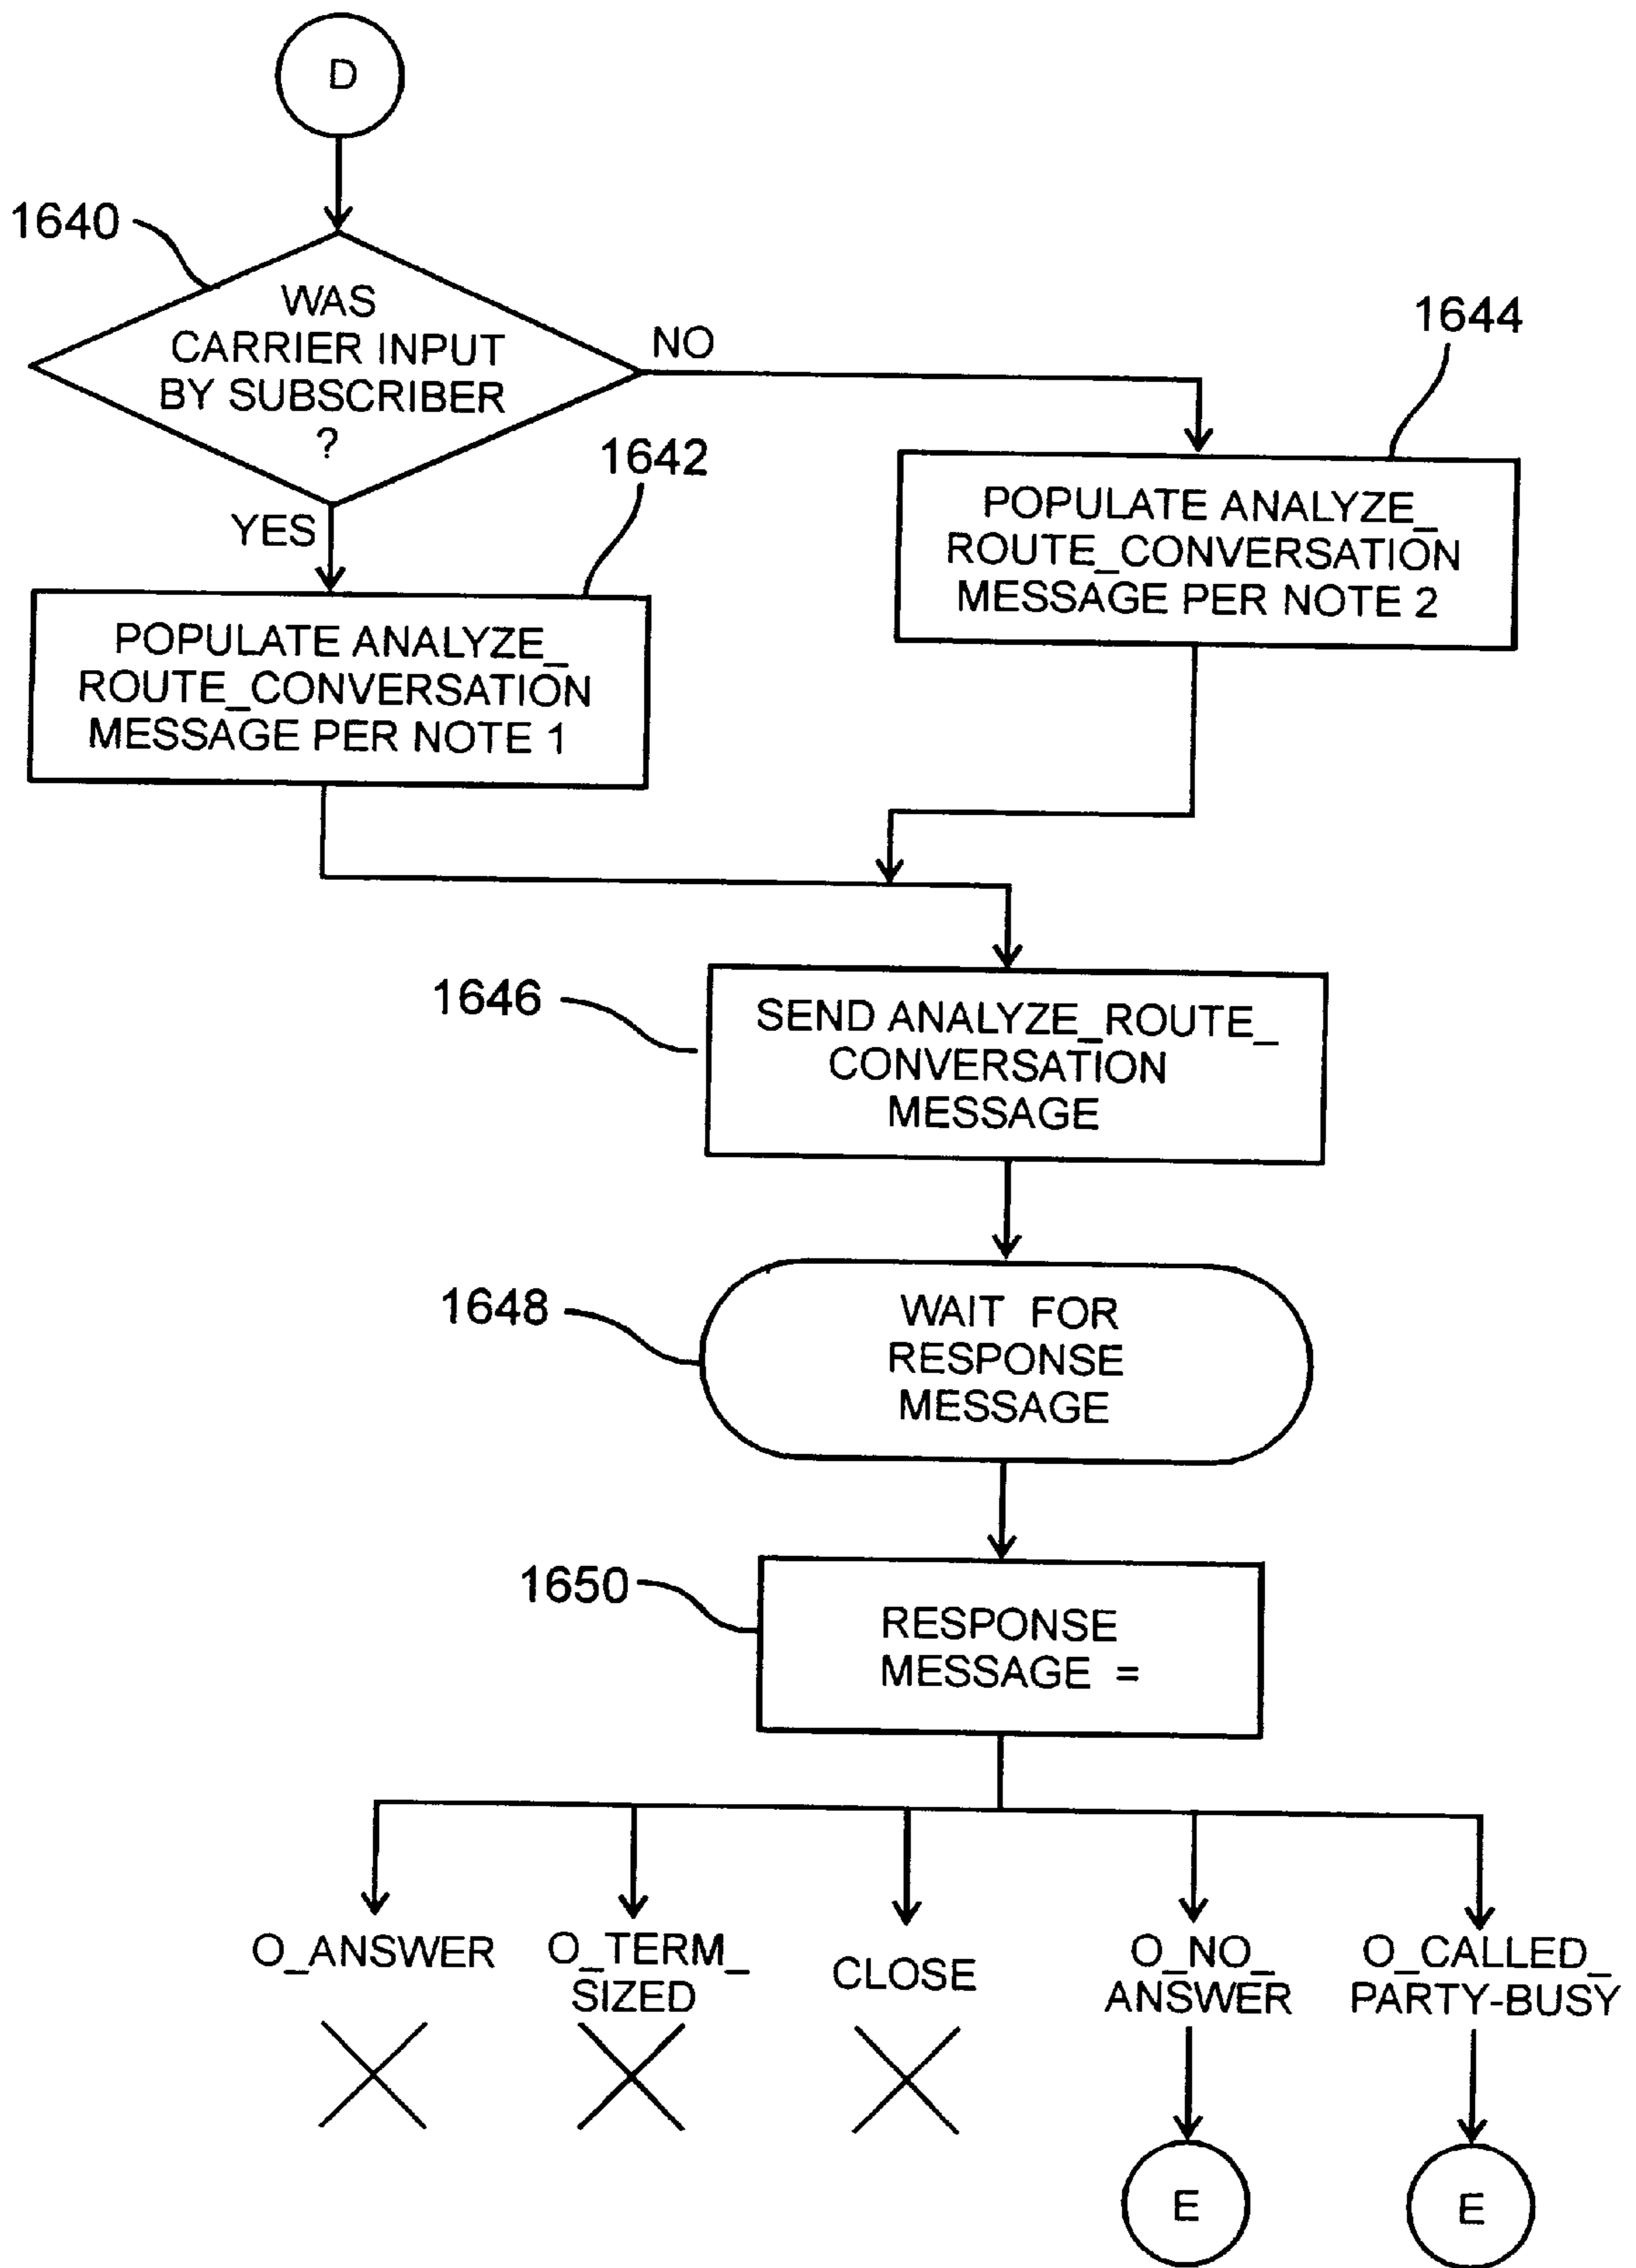 D
1640
WAS
CARRIER INPUT
BY SUBSCRIBER
?
NO
1644
YES
1642
POPULATE ANALYZE_
ROUTE_CONVERSATION
MESSAGE PER NOTE 2
POPULATE ANALYZE_
ROUTE_CONVERSATION
MESSAGE PER NOTE 1
1646
SEND ANALYZE_ROUTE_
CONVERSATION
MESSAGE
1648
WAIT FOR
RESPONSE
MESSAGE
1650
RESPONSE
MESSAGE =
O_ANSWER
O_TERM_
SIZED
CLOSE
O_NO_
ANSWER
O_CALLED_
PARTY-BUSY
E
E